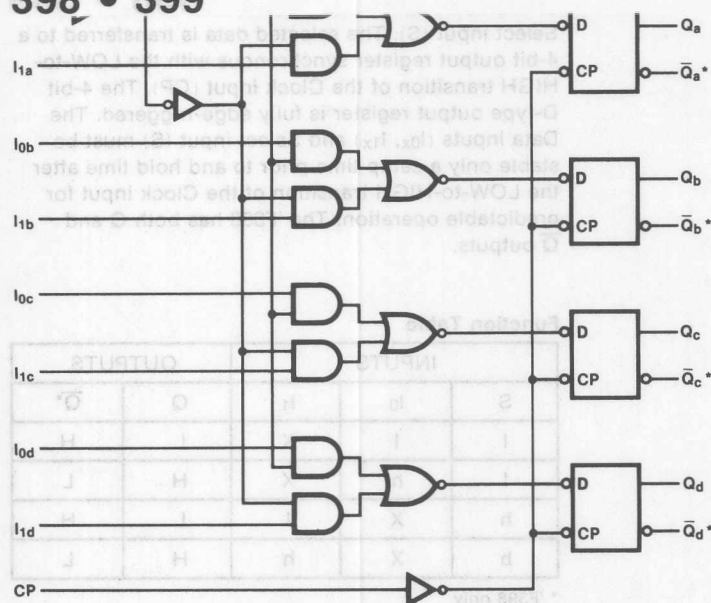 398 • 399
I1a
I0b
I1b
I0c
I1c
I0d
I1d
CP
D
CP
Qa
Q̅a*
D
CP
Qb
Q̅b*
D
CP
Qc
Q̅c*
D
CP
Qd
Q̅d*
Select input (S). The selected data is transferred to a
4-bit output register synchronous with the LOW-to-
HIGH transition of the Clock input (CP). The 4-bit
D-type output register is fully edge-triggered. The
Data inputs (I0x, I1x) and Select input (S) must be
stable only a setup time prior to and hold time after
the LOW-to-HIGH transition of the Clock input for
predictable operation. The has both Q and
Q̅ outputs.
Function Table
INPUTS OUTPUTS
S I0 I1 Q Q̅*
l l X L H
l h X H L
h X l L H
h X h H L
* F398 only